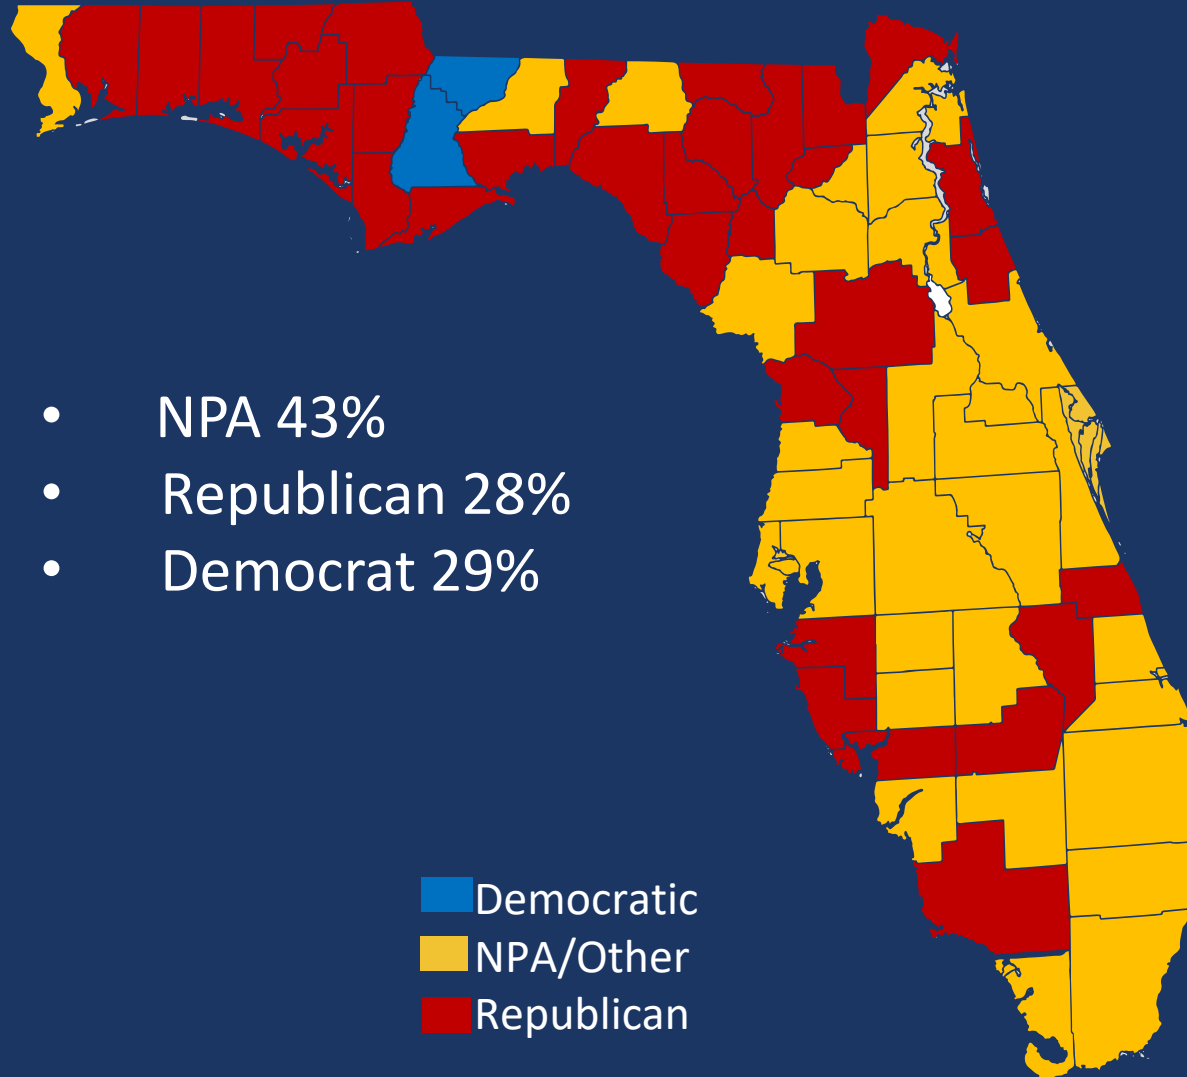 • NPA 43%
• Republican 28%
• Democrat 29%
Democratic
NPA/Other
Republican